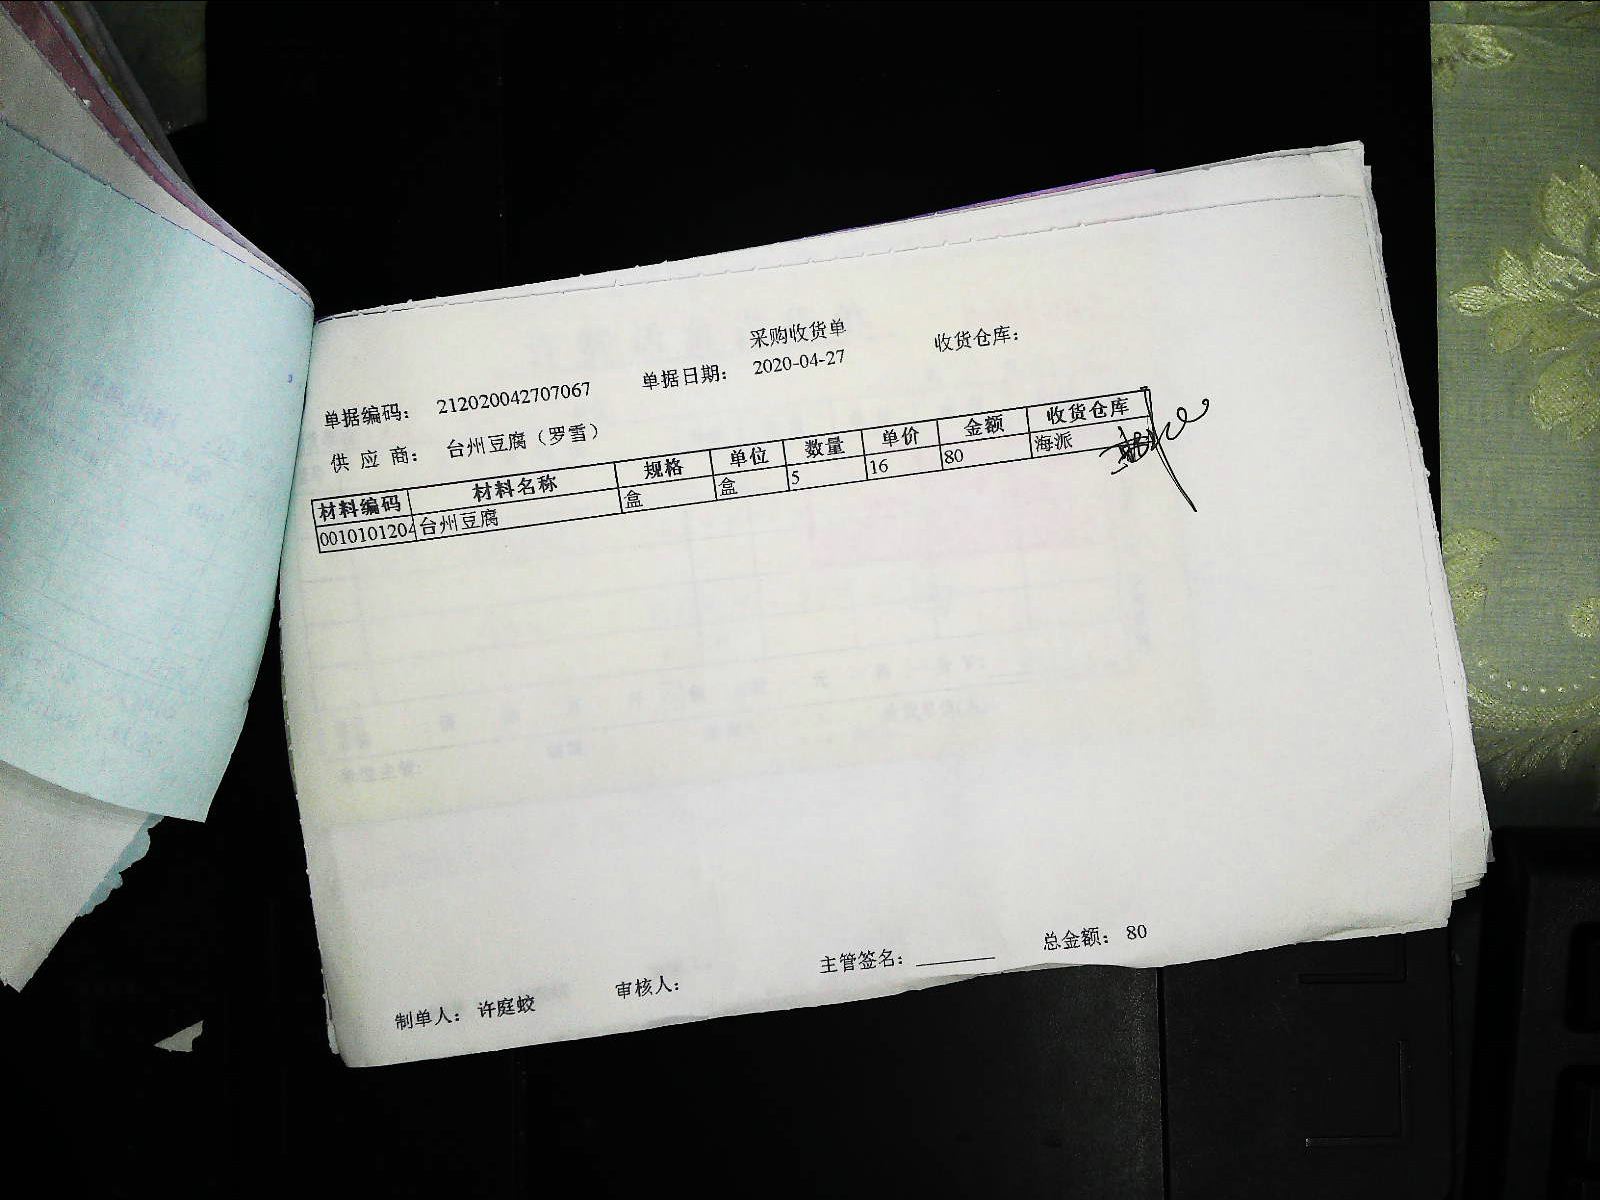 采购收货单
单据编码： 212020042707067 单据日期： 2020-04-27 收货仓库：
供 应 商： 台州豆腐（罗雪）
材料编码 材料名称 规格 单位 数量 单价 金额 收货仓库
0010101204 台州豆腐 盒 盒 5 16 80 海派
制单人： 许庭蛟 审核人： 主管签名： 总金额： 80